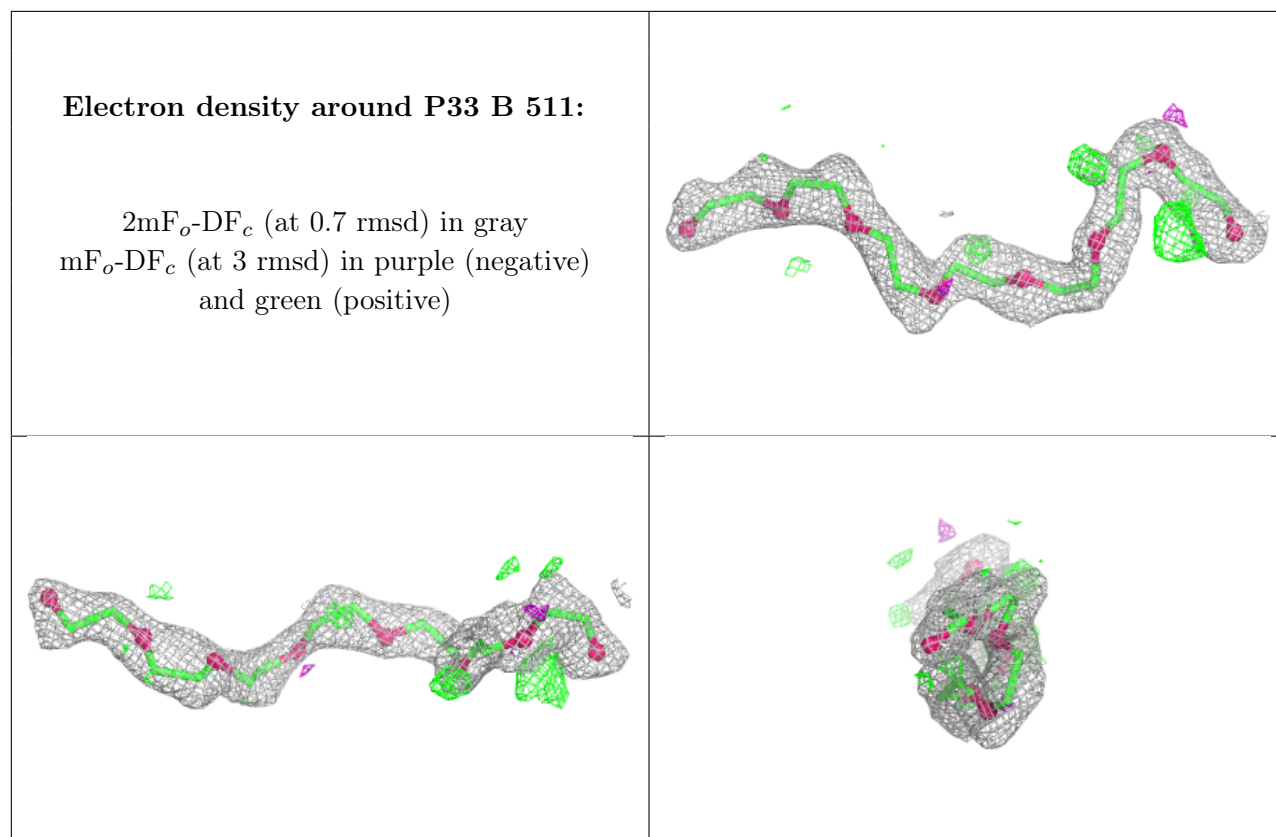 Electron density around P33 B 511:
2mFo-DFc (at 0.7 rmsd) in gray
mFo-DFc (at 3 rmsd) in purple (negative)
and green (positive)